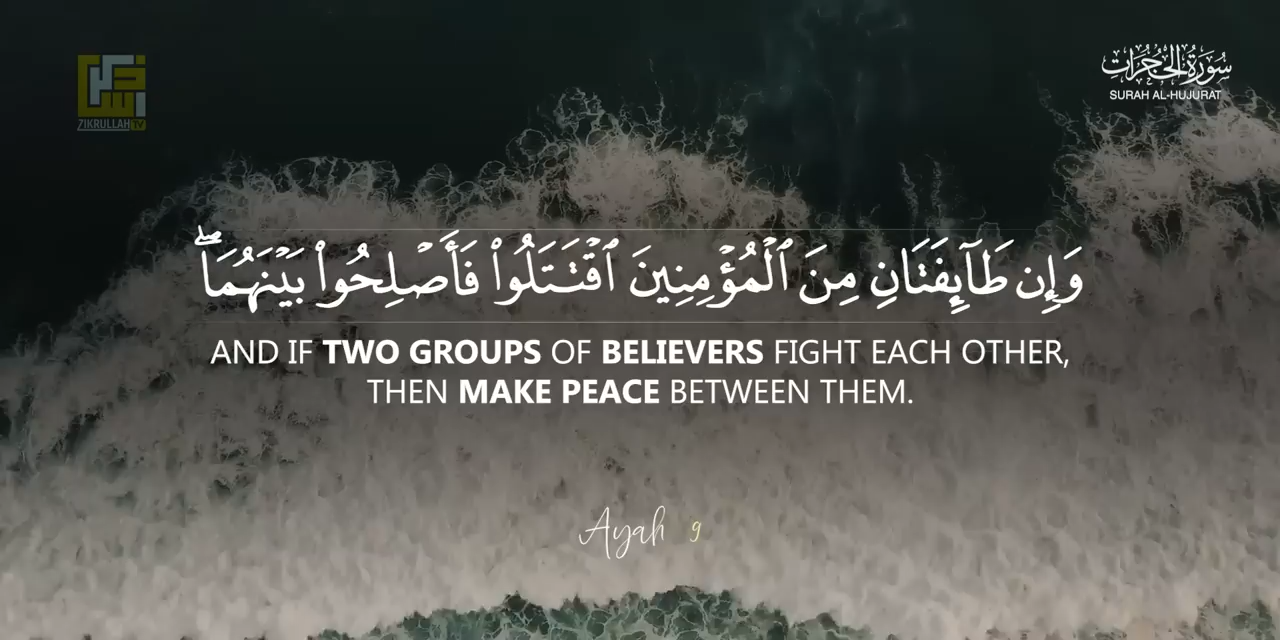 سُورَةُ الحُجُرَات
SURAH AL-HUJURAT
ZIKRULLAH TV
وَإِن طَآئِفَتَانِ مِنَ ٱلْمُؤْمِنِينَ ٱقْتَتَلُوا۟ فَأَصْلِحُوا۟ بَيْنَهُمَا ۖ
AND IF TWO GROUPS OF BELIEVERS FIGHT EACH OTHER,
THEN MAKE PEACE BETWEEN THEM.
Ayah 9